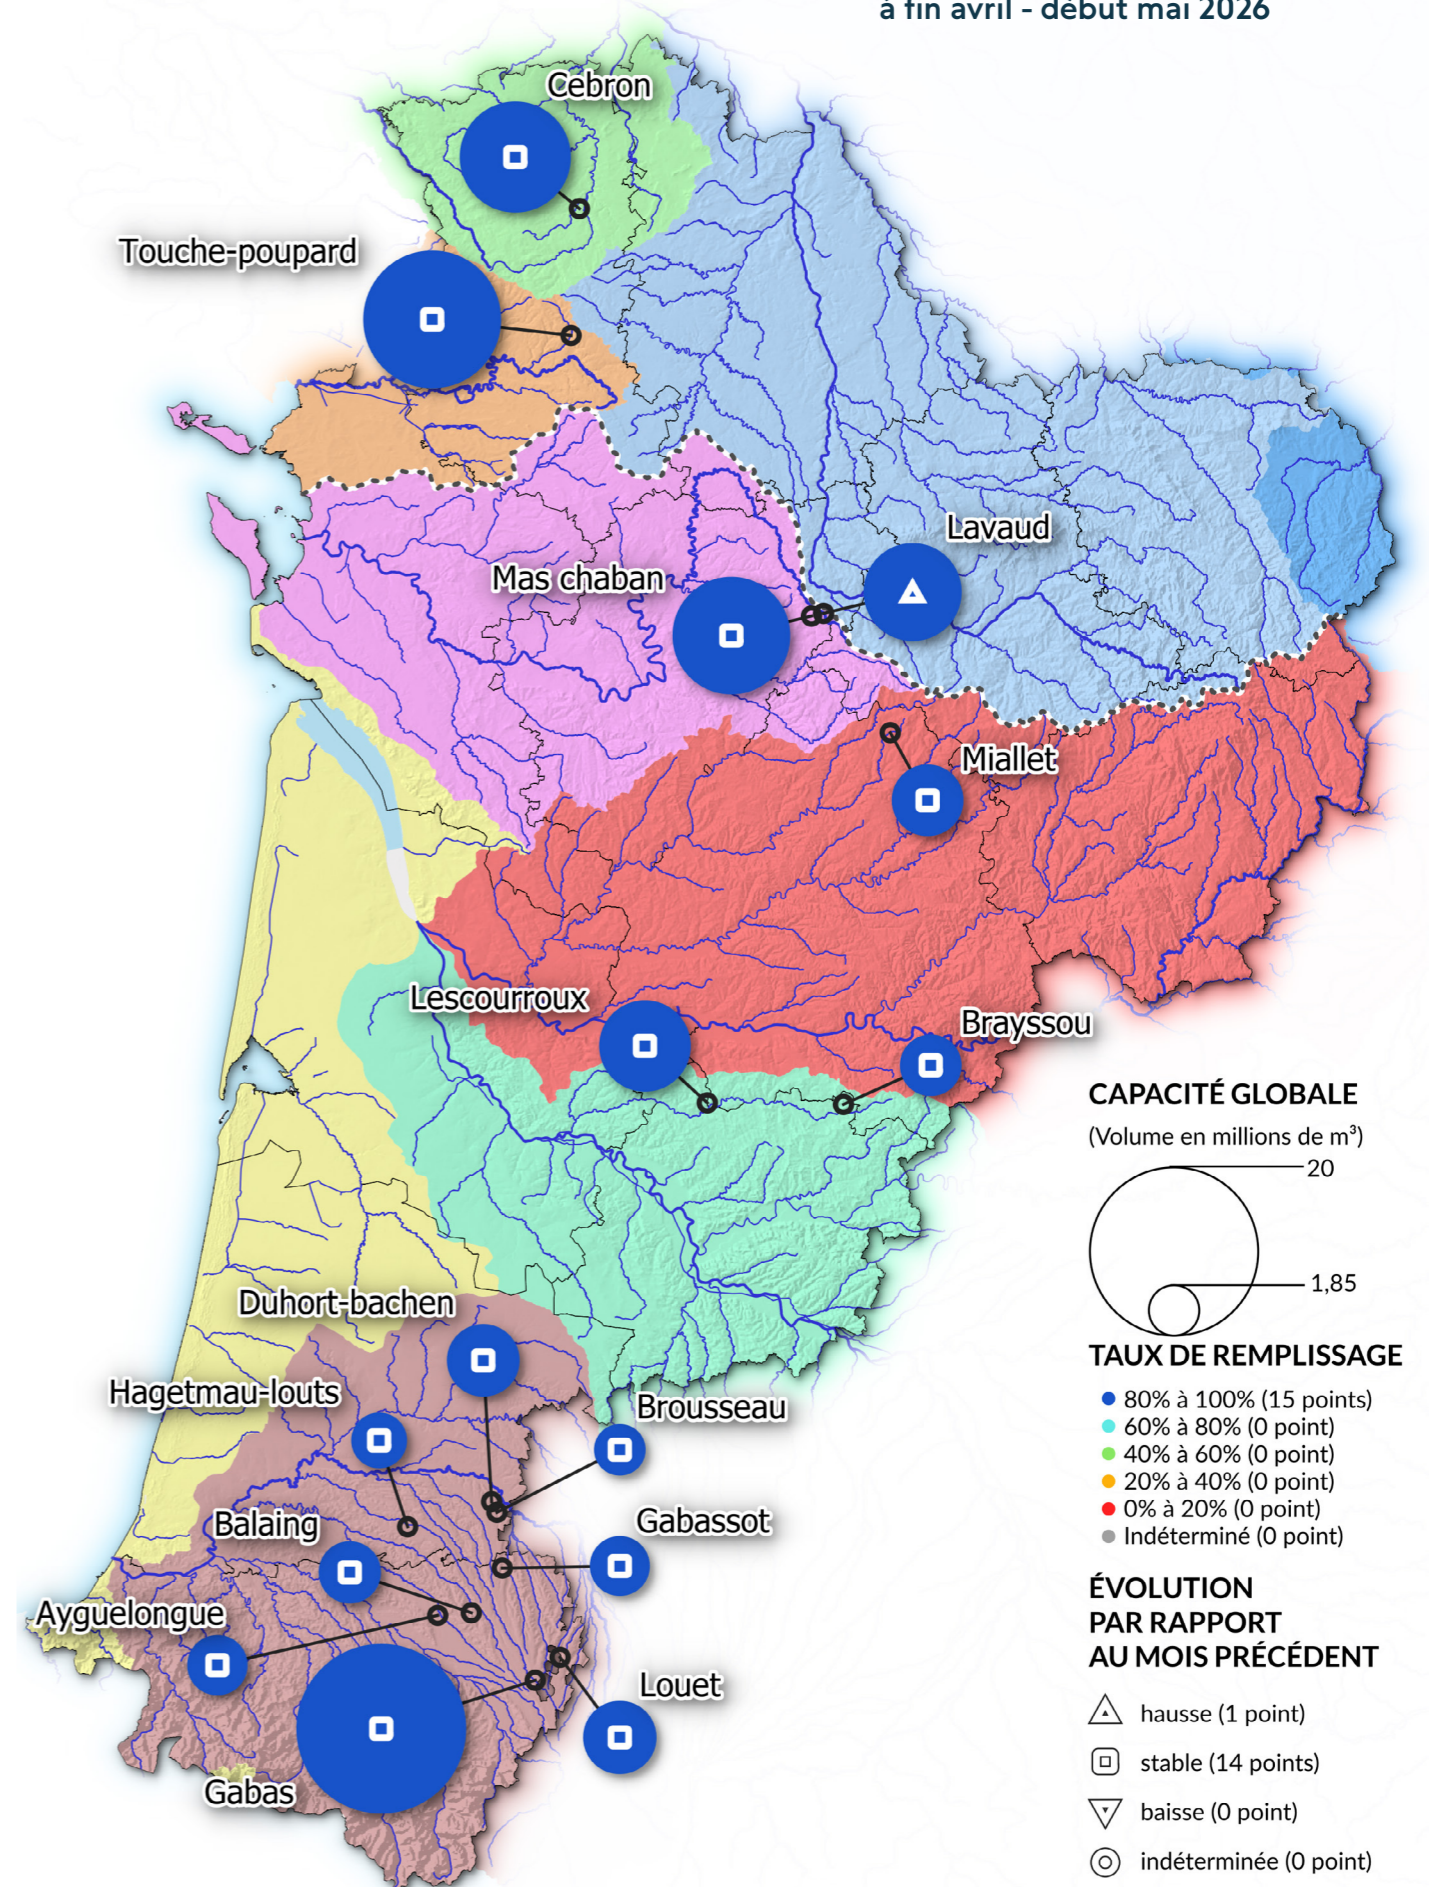 à fin avril - début mai 2026
Cebron
Touche-poupard
Lavaud
Mas chaban
Miallet
Lescourroux
Brayssou
CAPACITÉ GLOBALE
(Volume en millions de m³)
20
1,85
TAUX DE REMPLISSAGE
80% à 100% (15 points)
60% à 80% (0 point)
40% à 60% (0 point)
20% à 40% (0 point)
0% à 20% (0 point)
Indéterminé (0 point)
Duhort-bachen
Hagetmau-louts
Brousseau
Balaing
Gabassot
Ayguelongue
Louet
Gabas
ÉVOLUTION
PAR RAPPORT
AU MOIS PRÉCÉDENT
hausse (1 point)
stable (14 points)
baisse (0 point)
indéterminée (0 point)